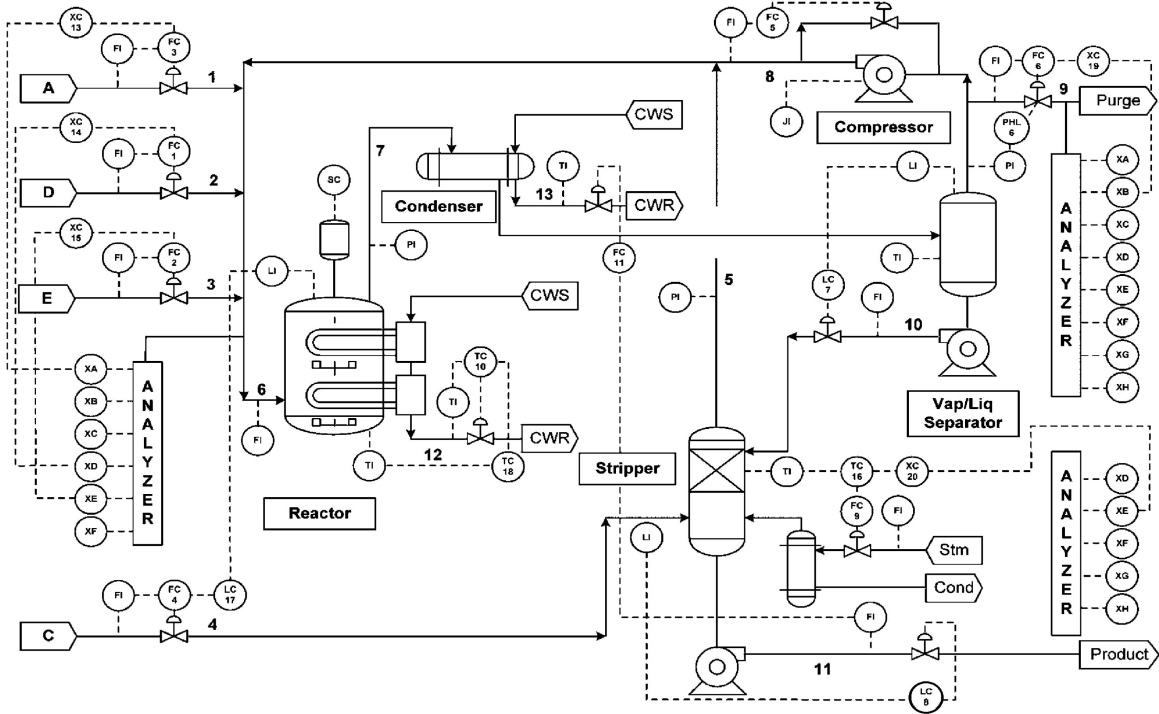 XC
13
FI
FC
3
A
1
XC
14
FI
FC
1
D
2
XC
15
FI
FC
2
E
3
LI
SC
7
PI
Condenser
CWS
TI
13
CWR
FI
FC
5
8
JI
Compressor
FI
FC
6
XC
19
9
Purge
PHL
6
PI
LI
TI
LC
7
FI
10
Vap/Liq
Separator
ANALYZER
XA
XB
XC
XD
XE
XF
XG
XH
FC
11
5
PI
CWS
TC
10
TI
CWR
12
TI
TC
18
6
FI
Reactor
ANALYZER
XA
XB
XC
XD
XE
XF
Stripper
TI
TC
16
XC
20
FC
9
FI
Stm
Cond
LI
ANALYZER
XD
XE
XF
XG
XH
FI
FC
4
LC
17
C
4
FI
11
LC
8
Product